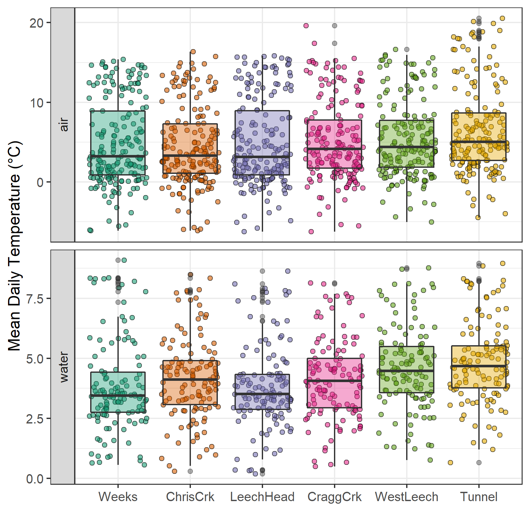 Mean Daily Temperature (°C)
air
20
10
0
water
7.5
5.0
2.5
0.0
Weeks ChrisCrk LeechHead CraggCrk WestLeech Tunnel